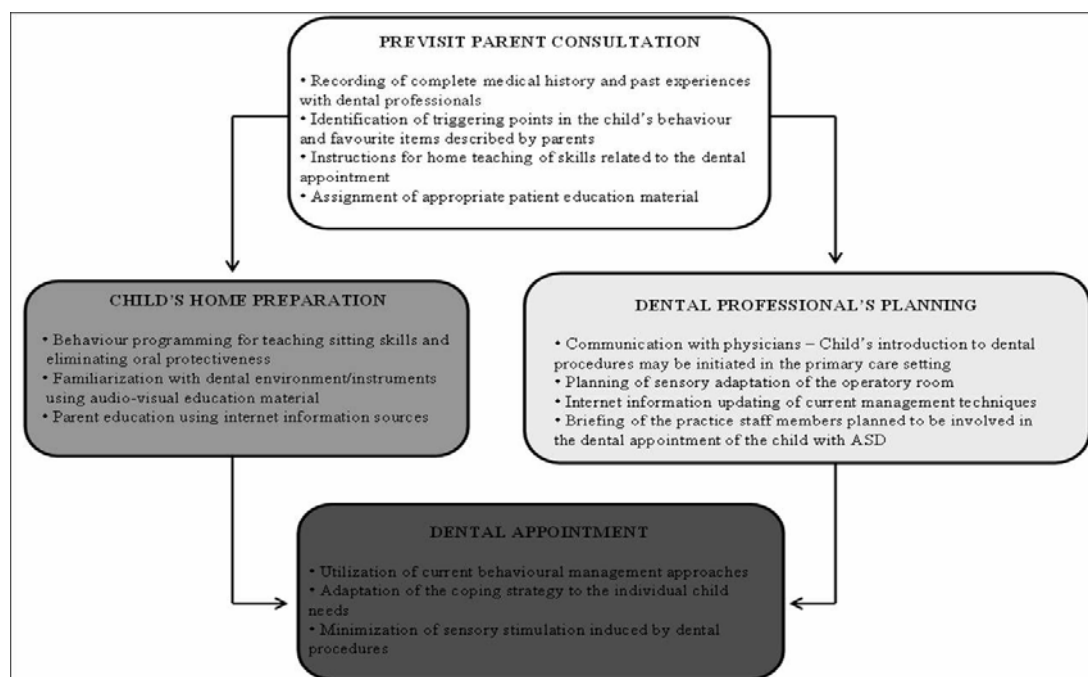 PREVISIT PARENT CONSULTATION
• Recording of complete medical history and past experiences
with dental professionals
• Identification of triggering points in the child's behaviour
and favourite items described by parents
• Instructions for home teaching of skills related to the dental
appointment
• Assignment of appropriate patient education material
CHILD'S HOME PREPARATION
• Behaviour programming for teaching sitting skills and
eliminating oral protectiveness
• Familiarization with dental environment/instruments
using audio-visual education material
• Parent education using internet information sources
DENTAL PROFESSIONAL'S PLANNING
• Communication with physicians – Child's introduction to dental
procedures may be initiated in the primary care setting
• Planning of sensory adaptation of the operatory room
• Internet information updating of current management techniques
• Briefing of the practice staff members planned to be involved in
the dental appointment of the child with ASD
DENTAL APPOINTMENT
• Utilization of current behavioural management approaches
• Adaptation of the coping strategy to the individual child
needs
• Minimization of sensory stimulation induced by dental
procedures